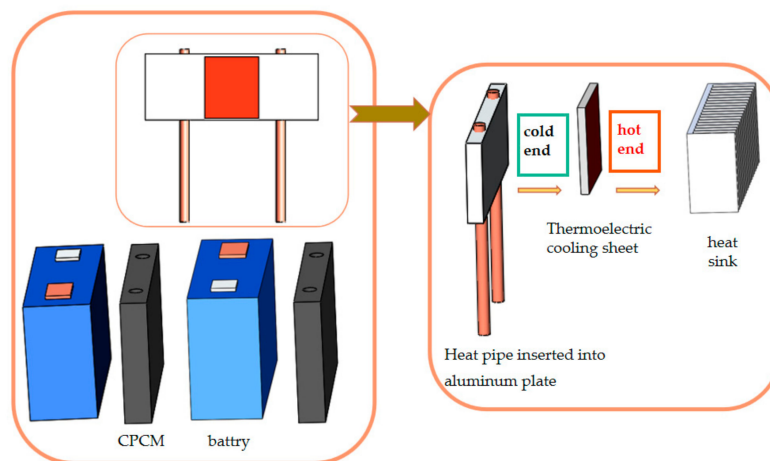 cold
end
hot
end
Thermoelectric
cooling sheet
heat
sink
Heat pipe inserted into
aluminum plate
CPCM
battry